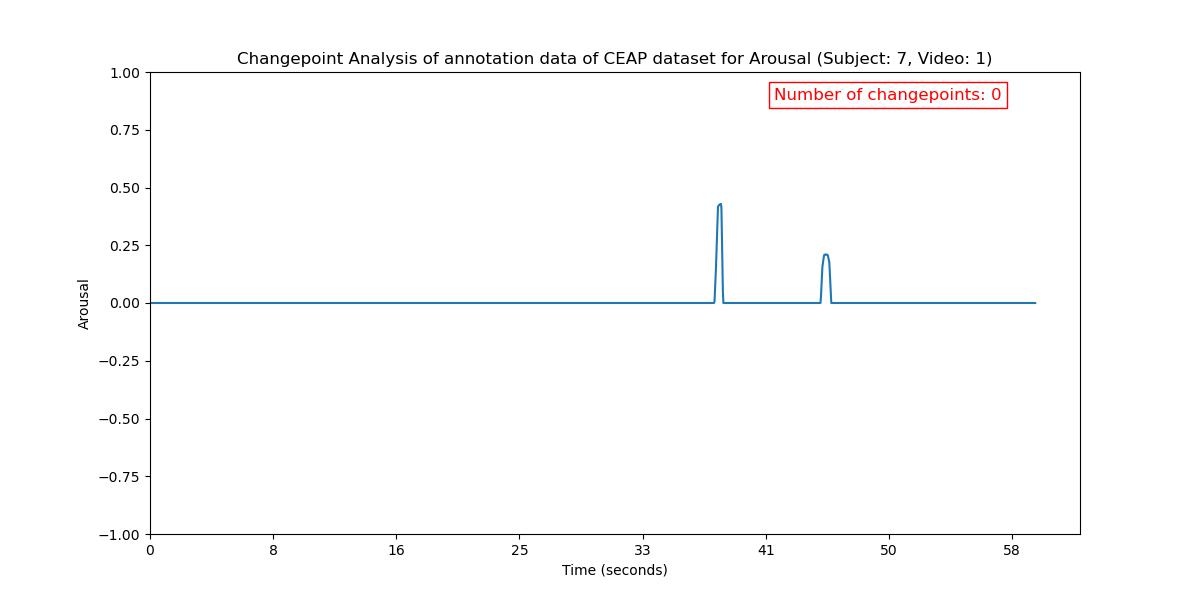 Changepoint Analysis of annotation data of CEAP dataset for Arousal (Subject: 7, Video: 1)
Number of changepoints: 0
1.00
0.75
0.50
0.25
0.00
−0.25
−0.50
−0.75
−1.00
Arousal
0 8 16 25 33 41 50 58
Time (seconds)